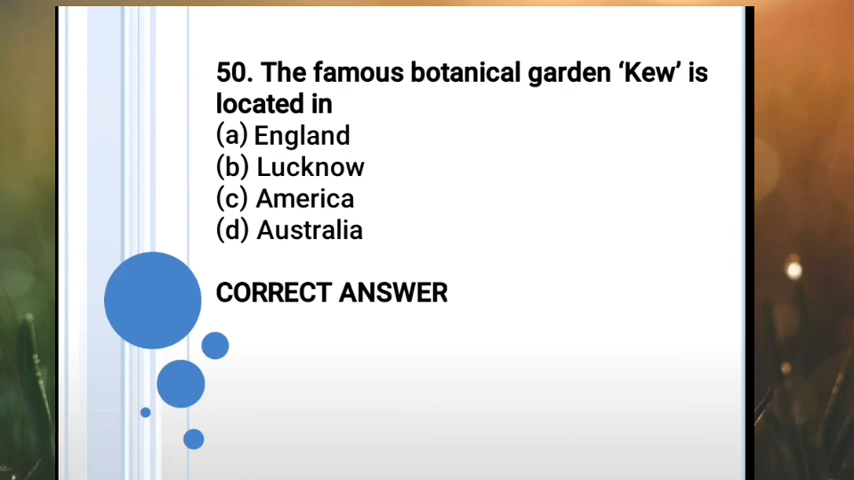 50. The famous botanical garden ‘Kew’ is
located in
(a) England
(b) Lucknow
(c) America
(d) Australia
CORRECT ANSWER